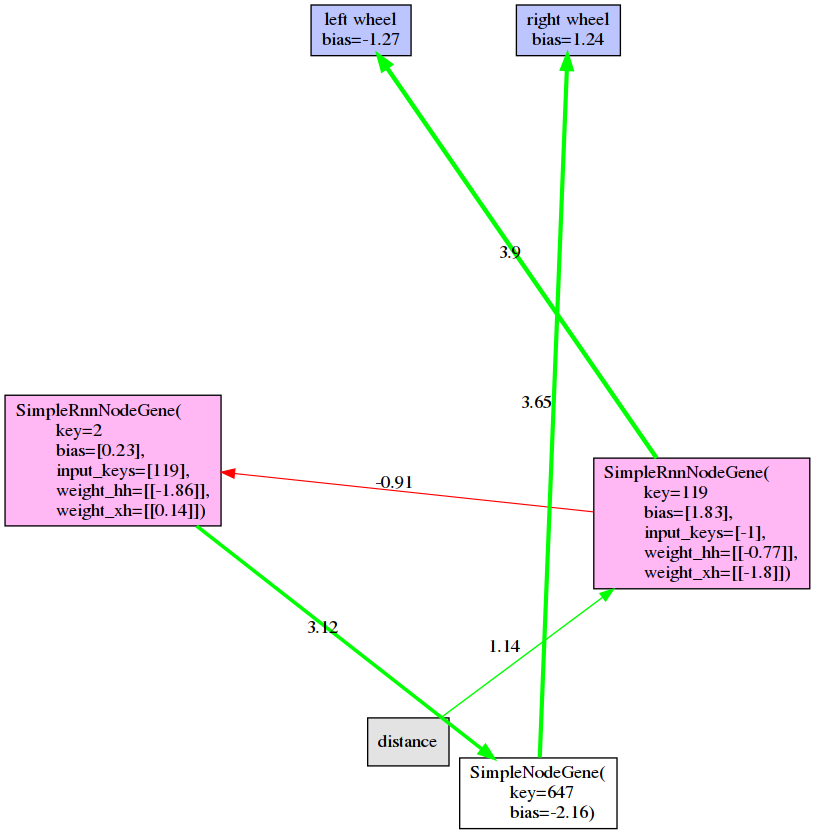 left wheel
bias=-1.27
right wheel
bias=1.24
3.9
3.65
SimpleRnnNodeGene(
key=2
bias=[0.23],
input_keys=[119],
weight_hh=[[-1.86]],
weight_xh=[[0.14]])
-0.91
SimpleRnnNodeGene(
key=119
bias=[1.83],
input_keys=[-1],
weight_hh=[[-0.77]],
weight_xh=[[-1.8]])
3.12
1.14
distance
SimpleNodeGene(
key=647
bias=-2.16)